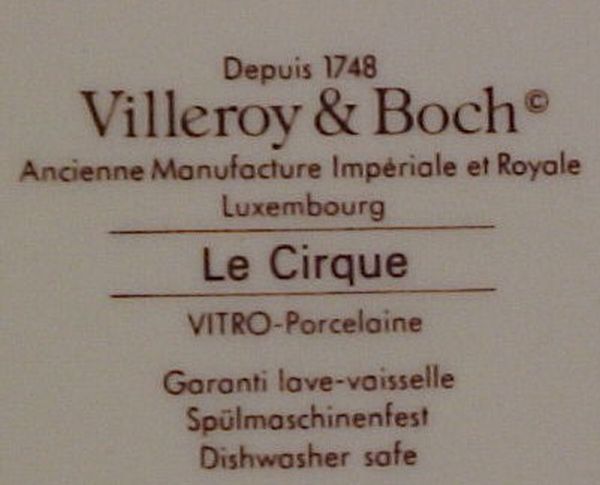 Depuis 1748
Villeroy & Boch©
Ancienne Manufacture Impériale et Royale
Luxembourg
Le Cirque
VITRO-Porcelaine
Garanti lave-vaisselle
Spülmaschinenfest
Dishwasher safe